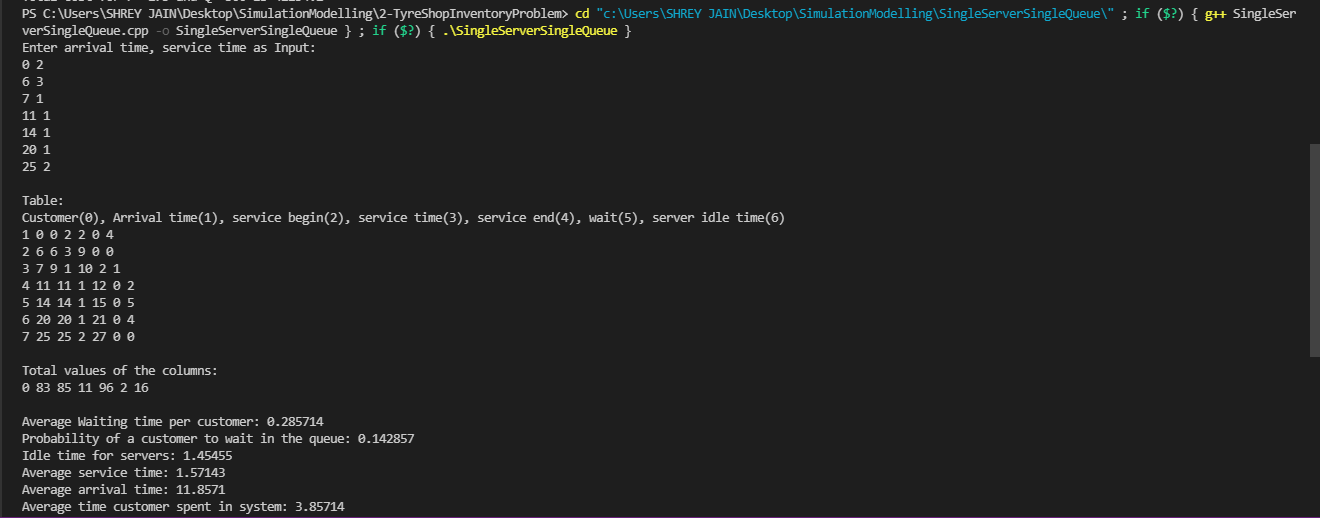 PS C:\Users\SHREY JAIN\Desktop\SimulationModelling\2-TyreShopInventoryProblem> cd "c:\Users\SHREY JAIN\Desktop\SimulationModelling\SingleServerSingleQueue\" ; if ($?) { g++ SingleSer
verSingleQueue.cpp -o SingleServerSingleQueue } ; if ($?) { .\SingleServerSingleQueue }
Enter arrival time, service time as Input:
0 2
6 3
7 1
11 1
14 1
20 1
25 2
Table:
Customer(0), Arrival time(1), service begin(2), service time(3), service end(4), wait(5), server idle time(6)
1 0 0 2 2 0 4
2 6 6 3 9 0 0
3 7 9 1 10 2 1
4 11 11 1 12 0 2
5 14 14 1 15 0 5
6 20 20 1 21 0 4
7 25 25 2 27 0 0
Total values of the columns:
0 83 85 11 96 2 16
Average Waiting time per customer: 0.285714
Probability of a customer to wait in the queue: 0.142857
Idle time for servers: 1.45455
Average service time: 1.57143
Average arrival time: 11.8571
Average time customer spent in system: 3.85714